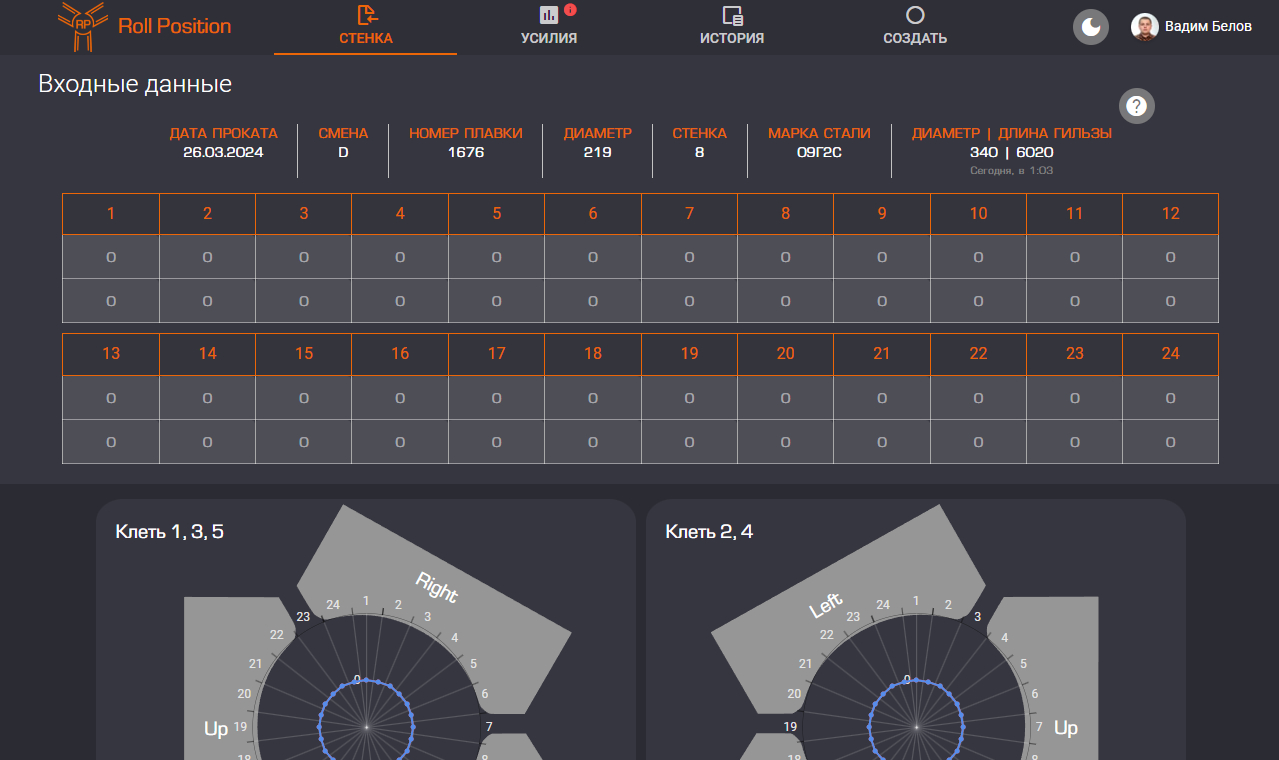 RP Roll Position
СТЕНКА
УСИЛИЯ
ИСТОРИЯ
СОЗДАТЬ
Вадим Белов
Входные данные
?
ДАТА ПРОКАТА СМЕНА НОМЕР ПЛАВКИ ДИАМЕТР СТЕНКА МАРКА СТАЛИ ДИАМЕТР | ДЛИНА ГИЛЬЗЫ
26.03.2024 D 1676 219 8 09Г2С 340 | 6020
Сегодня, в 1:03
1 2 3 4 5 6 7 8 9 10 11 12
0 0 0 0 0 0 0 0 0 0 0 0
0 0 0 0 0 0 0 0 0 0 0 0
13 14 15 16 17 18 19 20 21 22 23 24
0 0 0 0 0 0 0 0 0 0 0 0
0 0 0 0 0 0 0 0 0 0 0 0
Клеть 1, 3, 5
Right
Up
22 23 24 1 2 3 4 5 6 7 8
21 20 19 18
0
Клеть 2, 4
Left
Up
22 23 24 1 2 3 4 5 6 7 8
21 20 19 18
0